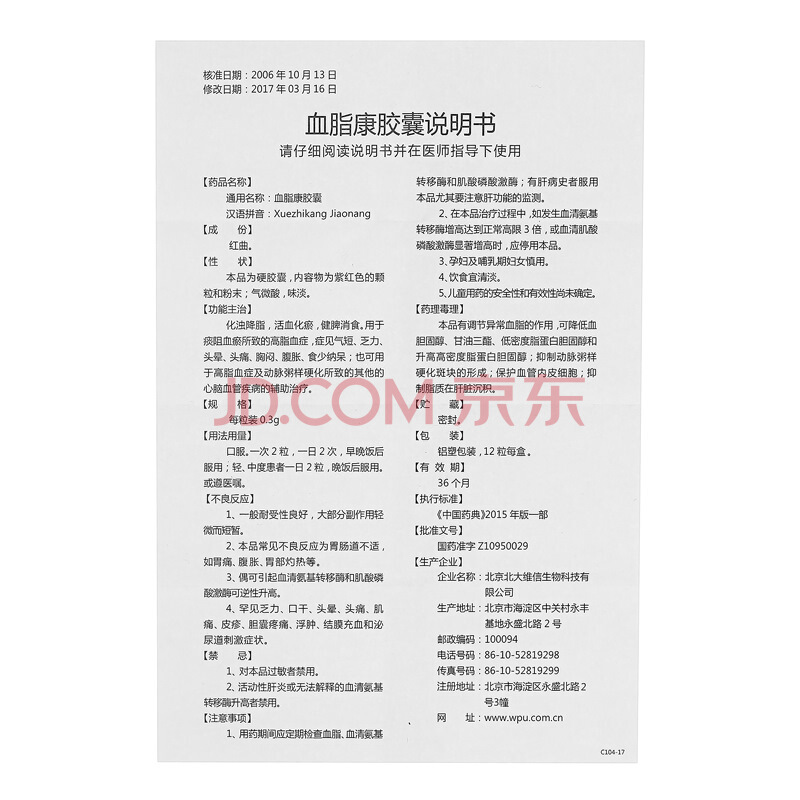 核准日期：2006 年 10 月 13 日
修改日期：2017 年 03 月 16 日
血脂康胶囊说明书
请仔细阅读说明书并在医师指导下使用
【药品名称】
通用名称：血脂康胶囊
汉语拼音：Xuezhikang Jiaonang
【成　份】
红曲。
【性　状】
本品为硬胶囊，内容物为紫红色的颗
粒和粉末；气微酸，味淡。
【功能主治】
化浊降脂，活血化瘀，健脾消食。用于
痰阻血瘀所致的高脂血症，症见气短、乏力、
头晕、头痛、胸闷、腹胀、食少纳呆；也可用
于高脂血症及动脉粥样硬化所致的其他的
心脑血管疾病的辅助治疗。
【规　格】
每粒装 0.3g
【用法用量】
口服。一次 2 粒，一日 2 次，早晚饭后
服用；轻、中度患者一日 2 粒，晚饭后服用。
或遵医嘱。
【不良反应】
1、一般耐受性良好，大部分副作用轻
微而短暂。
2、本品常见不良反应为胃肠道不适，
如胃痛、腹胀、胃部灼热等。
3、偶可引起血清氨基转移酶和肌酸磷
酸激酶可逆性升高。
4、罕见乏力、口干、头晕、头痛、肌
痛、皮疹、胆囊疼痛、浮肿、结膜充血和泌
尿道刺激症状。
【禁　忌】
1、对本品过敏者禁用。
2、活动性肝炎或无法解释的血清氨基
转移酶升高者禁用。
【注意事项】
1、用药期间应定期检查血脂、血清氨基
转移酶和肌酸磷酸激酶；有肝病史者服用
本品尤其要注意肝功能的监测。
2、在本品治疗过程中，如发生血清氨基
转移酶增高达到正常高限 3 倍，或血清肌酸
磷酸激酶显著增高时，应停用本品。
3、孕妇及哺乳期妇女慎用。
4、饮食宜清淡。
5、儿童用药的安全性和有效性尚未确定。
【药理毒理】
本品有调节异常血脂的作用，可降低血
胆固醇、甘油三酯、低密度脂蛋白胆固醇和
升高高密度脂蛋白胆固醇；抑制动脉粥样
硬化斑块的形成；保护血管内皮细胞；抑
制脂质在肝脏沉积。
【贮　藏】
密封。
【包　装】
铝塑包装，12 粒每盒。
【有 效 期】
36 个月
【执行标准】
《中国药典》2015 年版一部
【批准文号】
国药准字 Z10950029
【生产企业】
企业名称：北京北大维信生物科技有
限公司
生产地址：北京市海淀区中关村永丰
基地永盛北路 2 号
邮政编码：100094
电话号码：86-10-52819298
传真号码：86-10-52819299
注册地址：北京市海淀区永盛北路 2
号3幢
网　址：www.wpu.com.cn
C104-17
JD.COM 京东